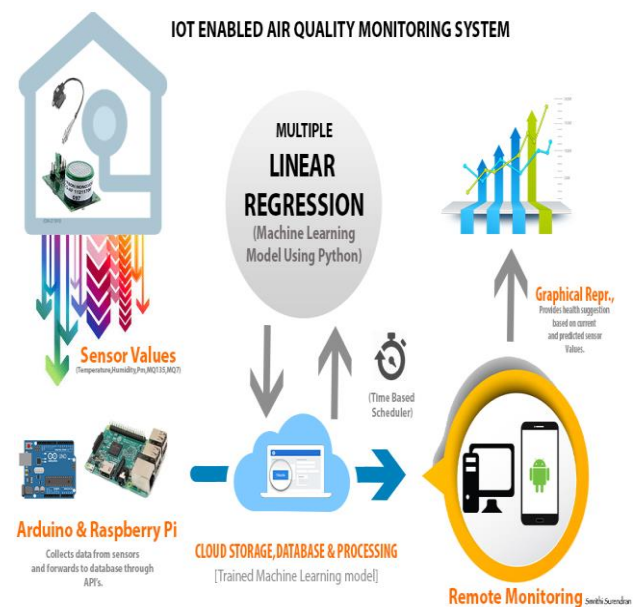 IOT ENABLED AIR QUALITY MONITORING SYSTEM
MULTIPLE
LINEAR
REGRESSION
(Machine Learning
Model Using Python)
Sensor Values
(Temperature,Humidity,Pm,MQ135,MQ7)
(Time Based
Scheduler)
Graphical Repr.,
Provides health suggestion
based on current
and predicted sensor
Values.
Arduino & Raspberry Pi
Collects data from sensors
and forwards to database through
API's.
CLOUD STORAGE,DATABASE & PROCESSING
[Trained Machine Learning model]
Remote Monitoring
Smrithi Surendran